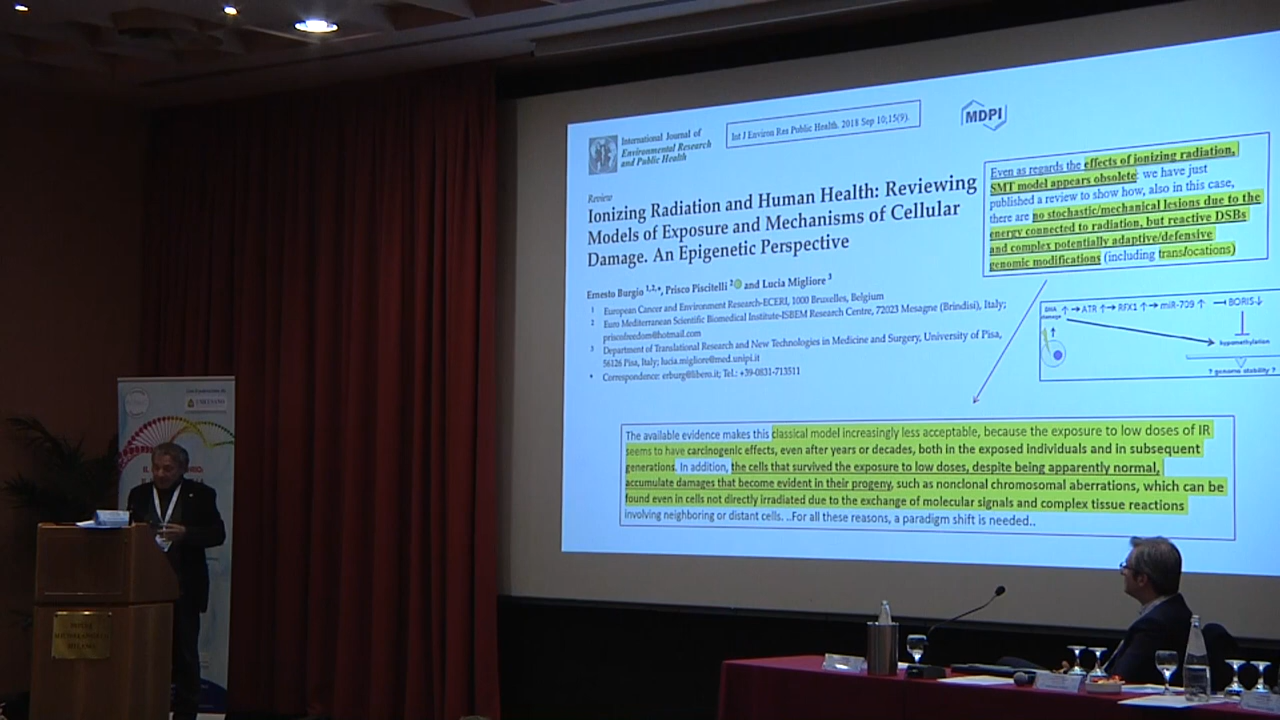 International Journal of
Environmental Research
and Public Health
Int J Environ Res Public Health. 2018 Sep 10;15(9).
MDPI
Review
Ionizing Radiation and Human Health: Reviewing
Models of Exposure and Mechanisms of Cellular
Damage. An Epigenetic Perspective
Ernesto Burgio 1,2,*, Prisco Piscitelli 2 and Lucia Migliore 3
1 European Cancer and Environment Research-ECERI, 1000 Bruxelles, Belgium
2 Euro Mediterranean Scientific Biomedical Institute-ISBEM Research Centre, 72023 Mesagne (Brindisi), Italy;
priscofreedom@hotmail.com
3 Department of Translational Research and New Technologies in Medicine and Surgery, University of Pisa,
56126 Pisa, Italy; lucia.migliore@med.unipi.it
* Correspondence: erburg@libero.it; Tel.: +39-0831-713511
Even as regards the effects of ionizing radiation,
SMT model appears obsolete: we have just
published a review to show how, also in this case,
there are no stochastic/mechanical lesions due to the
energy connected to radiation, but reactive DSBs
and complex potentially adaptive/defensive
genomic modifications (including translocations)
DNA damage ↑→ATR ↑→RFX1 ↑→miR-709 ↑ ⊣BORIS↓
hypomethylation
? genome stability ?
The available evidence makes this classical model increasingly less acceptable, because the exposure to low doses of IR
seems to have carcinogenic effects, even after years or decades, both in the exposed individuals and in subsequent
generations. In addition, the cells that survived the exposure to low doses, despite being apparently normal,
accumulate damages that become evident in their progeny, such as nonclonal chromosomal aberrations, which can be
found even in cells not directly irradiated due to the exchange of molecular signals and complex tissue reactions
involving neighboring or distant cells. ..For all these reasons, a paradigm shift is needed..